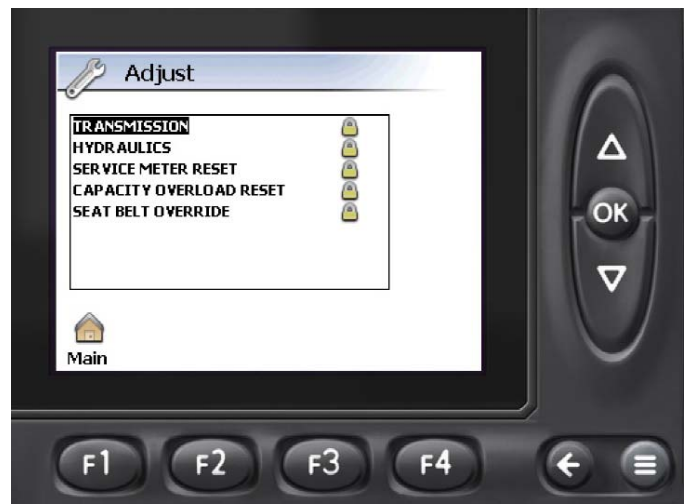 Adjust
TRANSMISSION
HYDRAULICS
SERVICE METER RESET
CAPACITY OVERLOAD RESET
SEAT BELT OVERRIDE
OK
Main
F1 F2 F3 F4